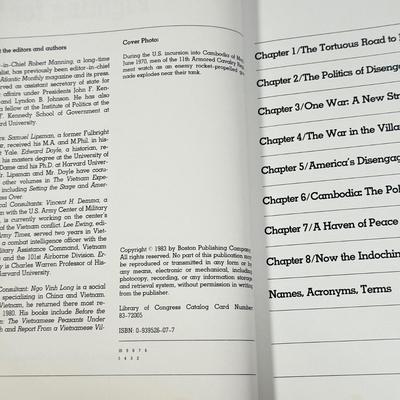 t the editors and authors
-in-Chief Robert Manning, a long-time
alist, has previously been editor-in-chief
Atlantic Monthly magazine and its press.
erved as assistant secretary of state for
affairs under Presidents John F. Ken-
and Lyndon B. Johnson. He has also
fellow at the Institute of Politics at the
F. Kennedy School of Government at
rd University.
rs: Samuel Lipsman, a former Fulbright
ar, received his M.A. and M.Phil. in his-
t Yale. Edward Doyle, a historian, re-
his masters degree at the University of
Dame and his Ph.D. at Harvard Univer-
Mr. Lipsman and Mr. Doyle have coau-
other volumes in The Vietnam Expe-
including Setting the Stage and Amer-
es Over.
cal Consultants: Vincent H. Demma, a
n with the U.S. Army Center of Military
is currently working on the center's
of the Vietnam conflict. Lee Ewing, edi-
Army Times, served two years in Viet-
a combat intelligence officer with the
ilitary Assistance Command, Vietnam
and the 101st Airborne Division. Er-
y is Charles Warren Professor of His-
Harvard University.
Consultant: Ngo Vinh Long is a social
specializing in China and Vietnam.
Vietnam, he returned there most re-
1980. His books include Before the
n: The Vietnamese Peasants Under
h and Report From a Vietnamese Vil-
Cover Photo:
During the U.S. incursion into Cambodia of May-
June 1970, men of the 11th Armored Cavalry
ment watch as an enemy rocket-propelled
nade explodes near their tank.
Copyright © 1983 by Boston Publishing Company.
All rights reserved. No part of this publication may
be reproduced or transmitted in any form or by
any means, electronic or mechanical, including
photocopy, recording, or any information storage
and retrieval system, without permission in writing
from the publisher.
Library of Congress Catalog Card Number:
83-72005
ISBN: 0-939526-07-7
5 4 3 2
Chapter 1/The Tortuous Road to
Chapter 2/The Politics of Diseng
Chapter 3/One War: A New Str
Chapter 4/The War in the Villa
Chapter 5/America's Disengag
Chapter 6/Cambodia: The Pol
Chapter 7/A Haven of Peace
Chapter 8/Now the Indochin
Names, Acronyms, Terms